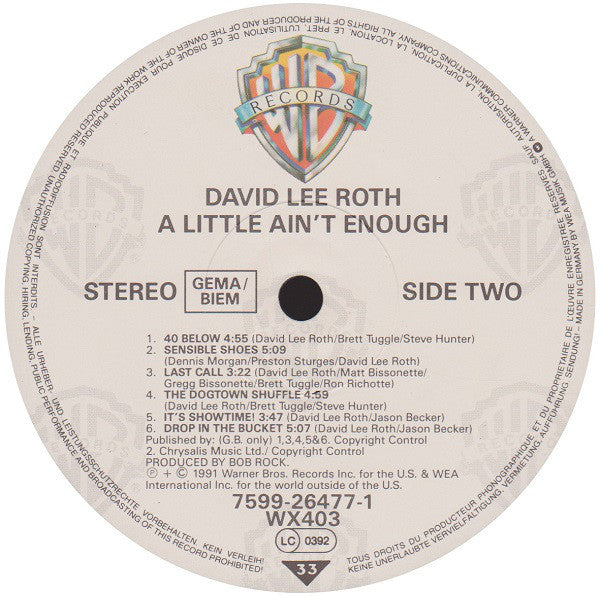 WB
RECORDS
DAVID LEE ROTH
A LITTLE AIN'T ENOUGH
STEREO
GEMA/
BIEM
SIDE TWO
1. 40 BELOW 4:55 (David Lee Roth/Brett Tuggle/Steve Hunter)
2. SENSIBLE SHOES 5:09
(Dennis Morgan/Preston Sturges/David Lee Roth)
3. LAST CALL 3:22 (David Lee Roth/Matt Bissonette/
Gregg Bissonette/Brett Tuggle/Ron Richotte)
4. THE DOGTOWN SHUFFLE 4:59
(David Lee Roth/Brett Tuggle/Steve Hunter)
5. IT'S SHOWTIME! 3:47 (David Lee Roth/Jason Becker)
6. DROP IN THE BUCKET 5:07 (David Lee Roth/Jason Becker)
Published by: (G.B. only) 1,3,4,5&6. Copyright Control
2. Chrysalis Music Ltd./ Copyright Control
PRODUCED BY BOB ROCK.
℗ + © 1991 Warner Bros. Records Inc. for the U.S. & WEA
International Inc. for the world outside of the U.S.
7599-26477-1
WX403
LC 0392
33
A WARNER COMMUNICATIONS COMPANY. ALL RIGHTS OF THE PRODUCER AND OF THE OWNER OF THE WORK REPRODUCED RESERVED
UNAUTHORIZED COPYING, HIRING, LENDING, PUBLIC PERFORMANCE AND BROADCASTING OF THIS RECORD PROHIBITED.
TOUS DROITS DU PRODUCTEUR PHONOGRAPHIQUE ET DU PROPRIETAIRE DE L'ŒUVRE ENREGISTREE RESERVES. SAUF AUTORISATION, LA DUPLICATION, LA LOCATION, LE PRET, L'UTILISATION DE CE DISQUE POUR EXECUTION PUBLIQUE ET RADIODIFFUSION SONT INTERDITS. – ALLE URHEBER- UND LEISTUNGSSCHUTZRECHTE VORBEHALTEN. KEIN VERLEIH!
KEINE UNERLAUBTE VERVIELFÄLTIGUNG, VERMIETUNG, AUFFÜHRUNG, SENDUNG! – MADE IN GERMANY BY WEA MUSIK GMBH